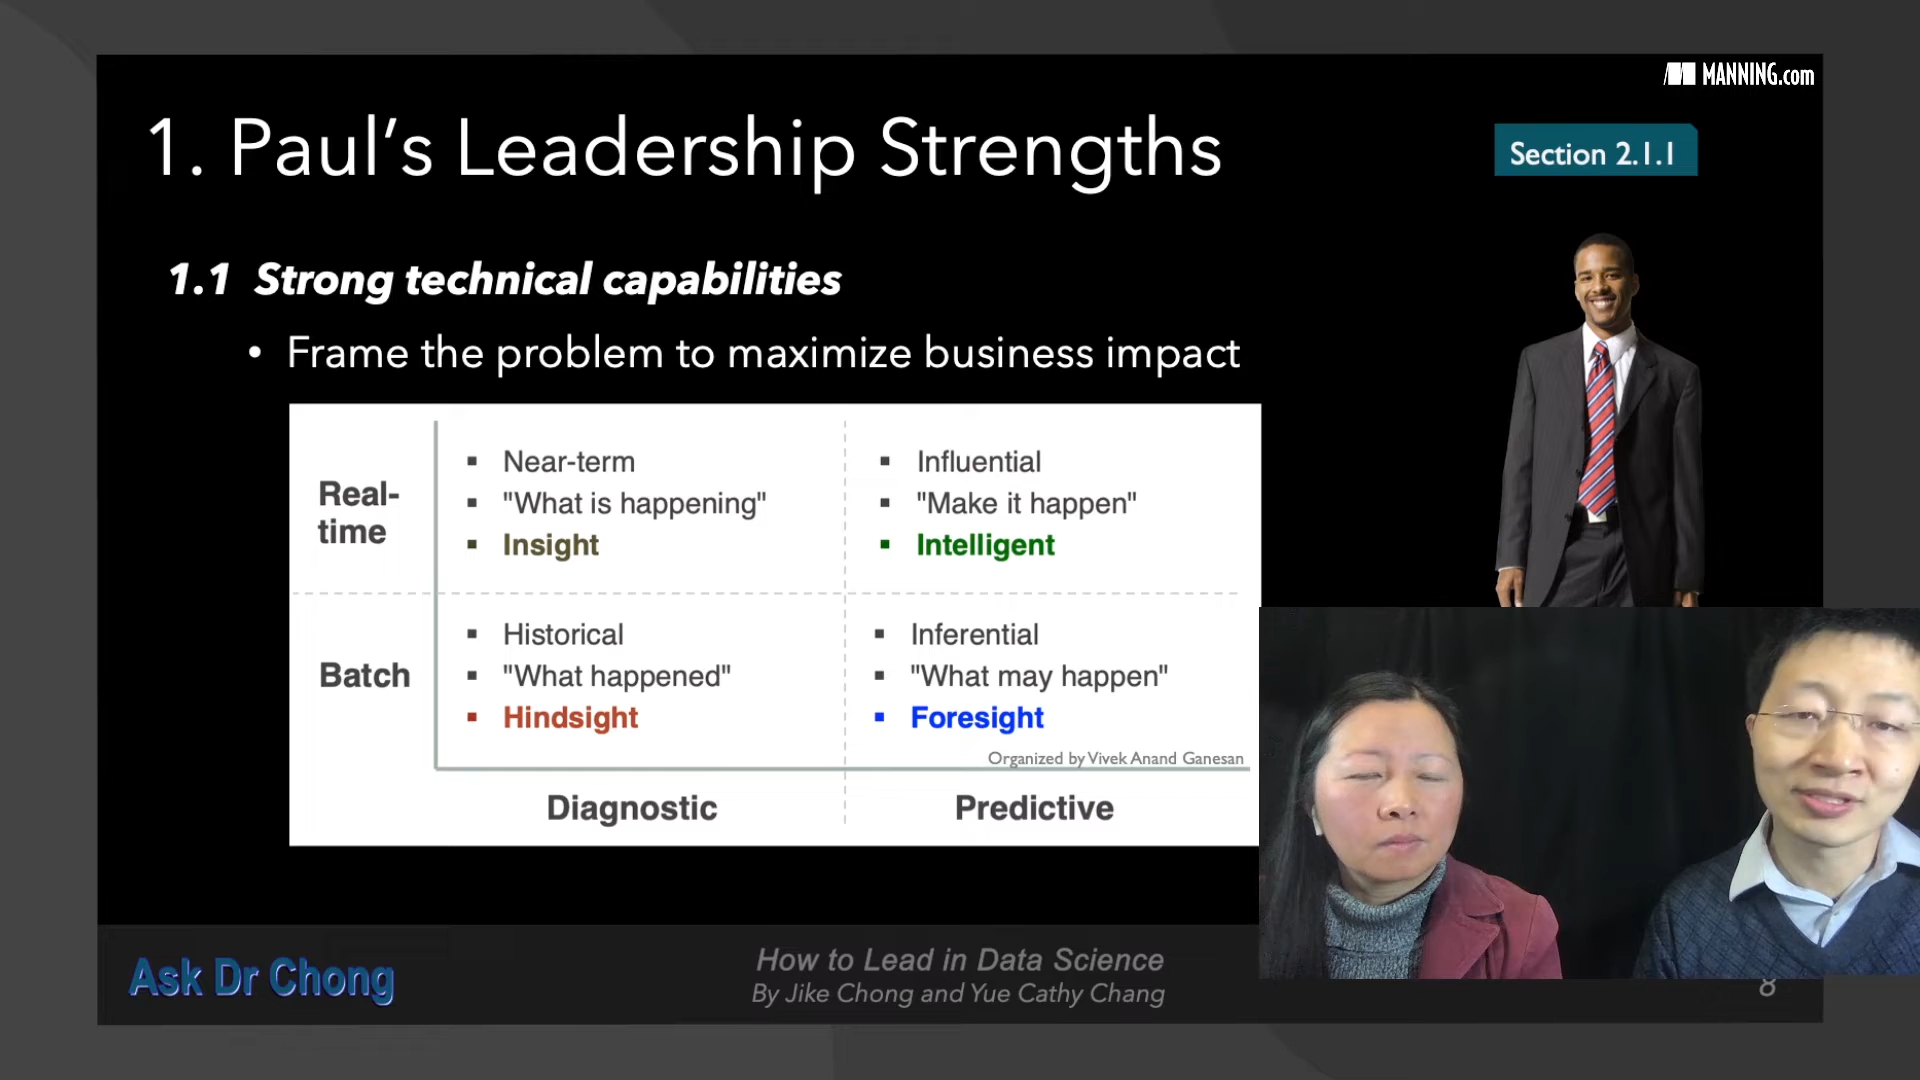 MANNING.com
1. Paul's Leadership Strengths
Section 2.1.1
1.1 Strong technical capabilities
• Frame the problem to maximize business impact
Real-
time
▪ Near-term
▪ "What is happening"
▪ Insight
▪ Influential
▪ "Make it happen"
▪ Intelligent
Batch
▪ Historical
▪ "What happened"
▪ Hindsight
▪ Inferential
▪ "What may happen"
▪ Foresight
Organized by Vivek Anand Ganesan
Diagnostic
Predictive
Ask Dr Chong
How to Lead in Data Science
By Jike Chong and Yue Cathy Chang
8